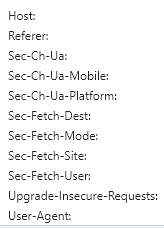 Host:
Referer:
Sec-Ch-Ua:
Sec-Ch-Ua-Mobile:
Sec-Ch-Ua-Platform:
Sec-Fetch-Dest:
Sec-Fetch-Mode:
Sec-Fetch-Site:
Sec-Fetch-User:
Upgrade-Insecure-Requests:
User-Agent: